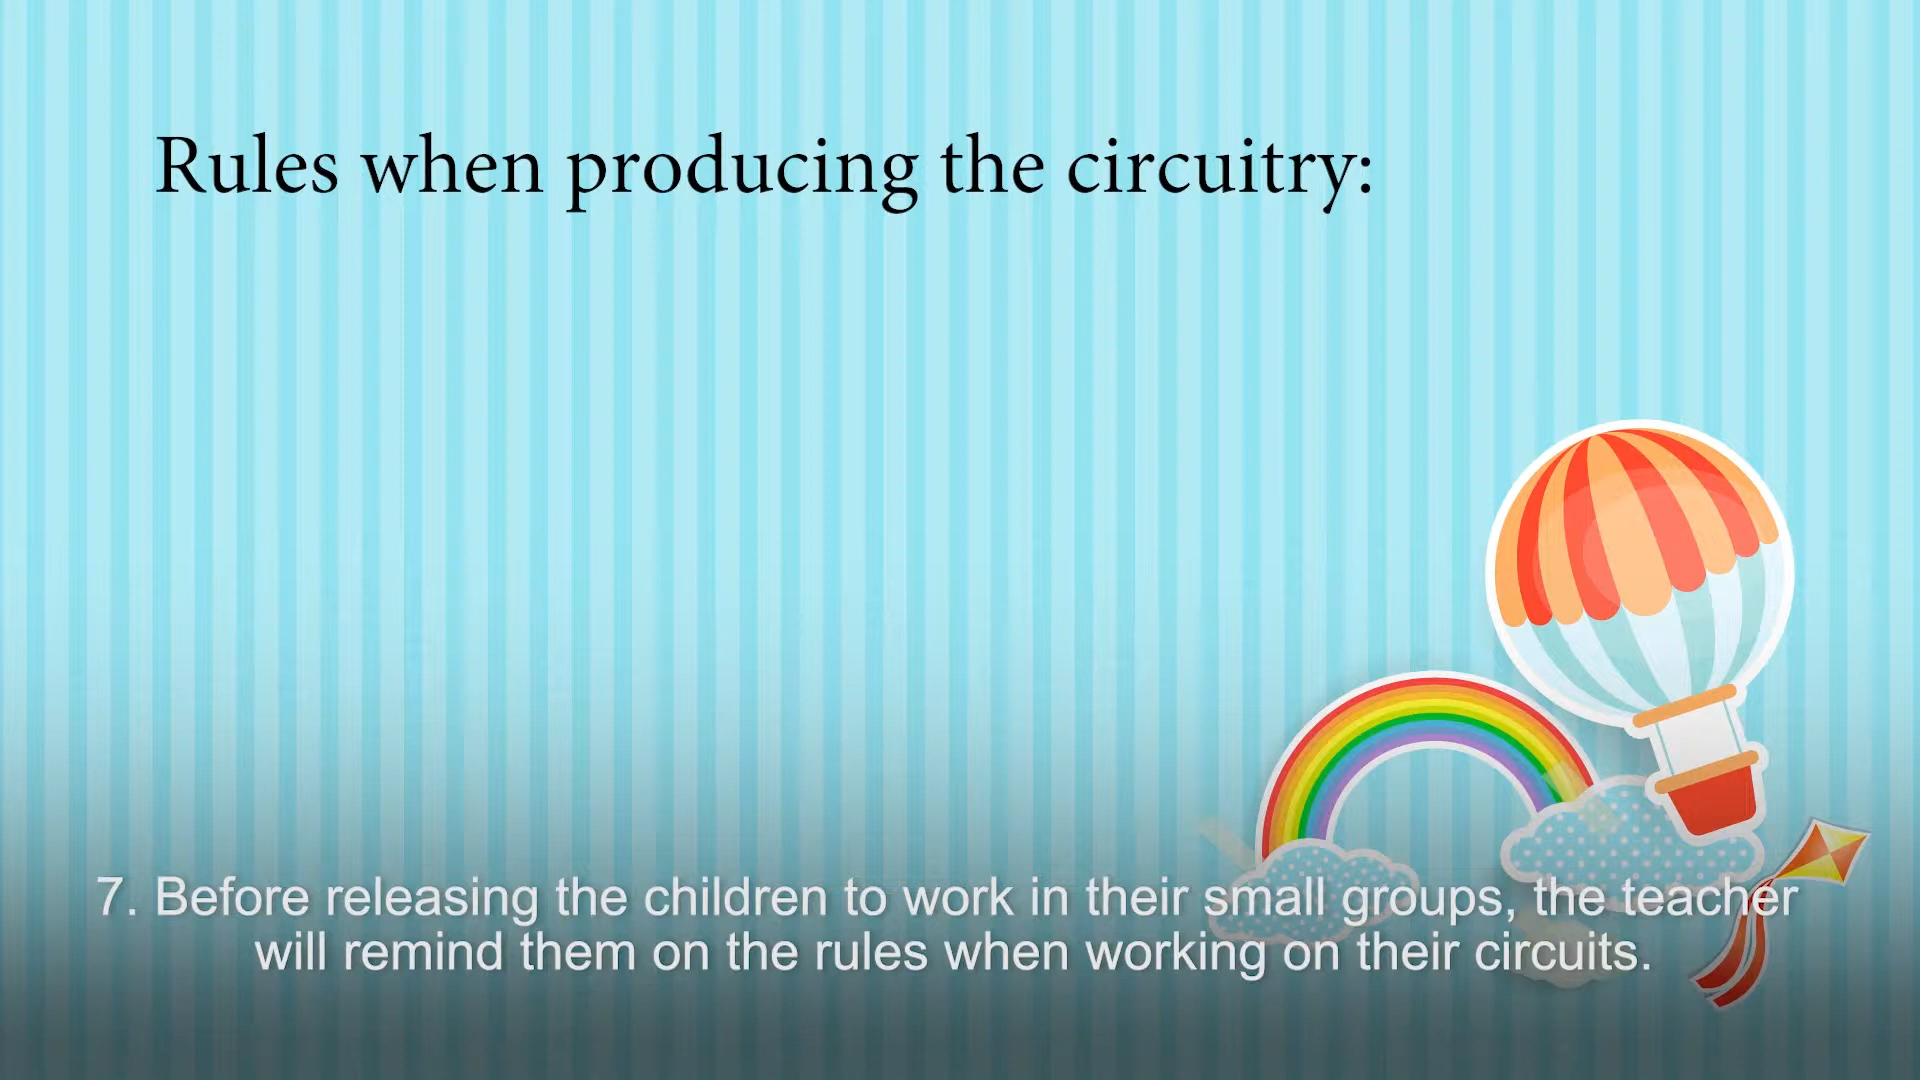 Rules when producing the circuitry:
7. Before releasing the children to work in their small groups, the teacher
will remind them on the rules when working on their circuits.